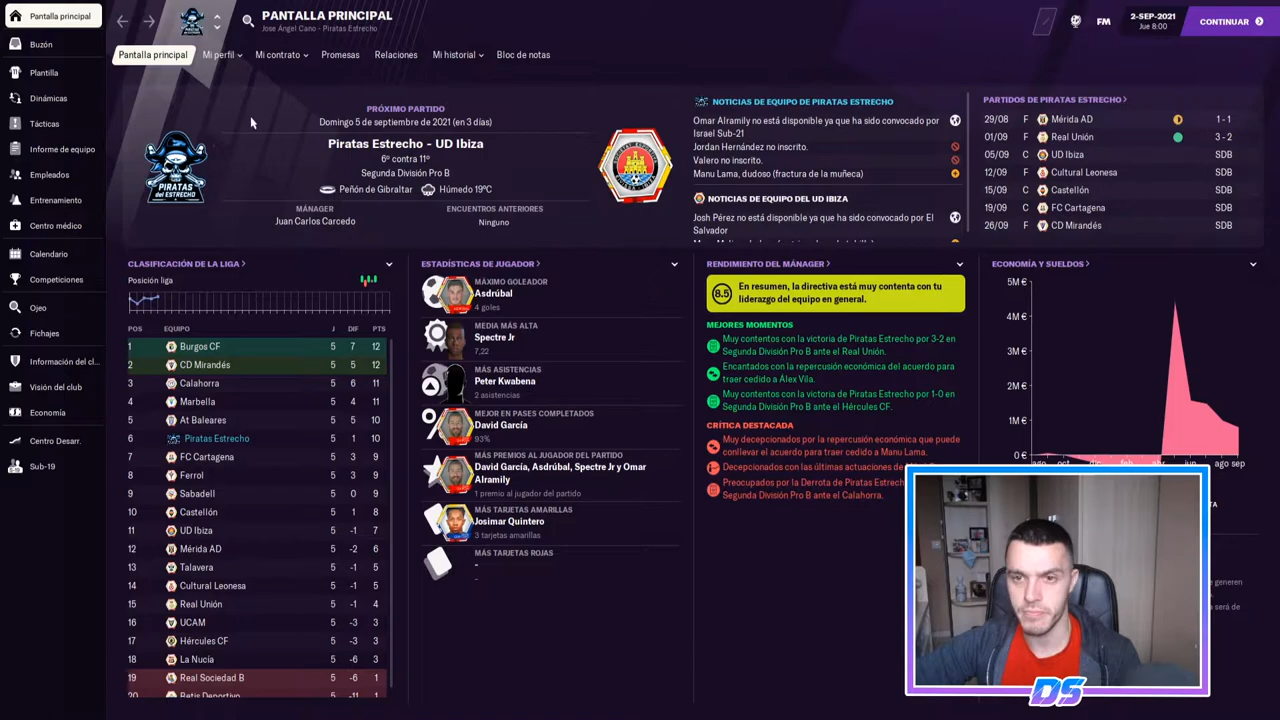 Pantalla principal
Buzón
Plantilla
Dinámicas
Tácticas
Informe de equipo
Empleados
Entrenamiento
Centro médico
Calendario
Competiciones
Ojeo
Fichajes
Información del cl...
Visión del club
Economía
Centro Desarr.
Sub-19
PANTALLA PRINCIPAL
Jose Angel Cano - Piratas Estrecho
FM
2-SEP-2021
Jue 8:00
CONTINUAR
Pantalla principal
Mi perfil
Mi contrato
Promesas
Relaciones
Mi historial
Bloc de notas
PRÓXIMO PARTIDO
Domingo 5 de septiembre de 2021 (en 3 días)
Piratas Estrecho - UD Ibiza
6º contra 11º
Segunda División Pro B
Peñón de Gibraltar
Húmedo 19ºC
MÁNAGER
Juan Carlos Carcedo
ENCUENTROS ANTERIORES
Ninguno
PIRATAS
del ESTRECHO
NOTICIAS DE EQUIPO DE PIRATAS ESTRECHO
Omar Alramily no está disponible ya que ha sido convocado por
Israel Sub-21
Jordan Hernández no inscrito.
Valero no inscrito.
Manu Lama, dudoso (fractura de la muñeca)
NOTICIAS DE EQUIPO DEL UD IBIZA
Josh Pérez no está disponible ya que ha sido convocado por El
Salvador
PARTIDOS DE PIRATAS ESTRECHO
29/08 F Mérida AD 1 - 1
01/09 F Real Unión 3 - 2
05/09 C UD Ibiza SDB
12/09 F Cultural Leonesa SDB
15/09 C Castellón SDB
19/09 C FC Cartagena SDB
26/09 F CD Mirandés SDB
CLASIFICACIÓN DE LA LIGA
Posición liga
POS EQUIPO J DIF PTS
1 Burgos CF 5 7 12
2 CD Mirandés 5 5 12
3 Calahorra 5 6 11
4 Marbella 5 4 11
5 At Baleares 5 5 10
6 Piratas Estrecho 5 1 10
7 FC Cartagena 5 3 9
8 Ferrol 5 3 9
9 Sabadell 5 0 9
10 Castellón 5 1 8
11 UD Ibiza 5 -1 7
12 Mérida AD 5 -2 6
13 Talavera 5 -1 5
14 Cultural Leonesa 5 -1 5
15 Real Unión 5 -1 4
16 UCAM 5 -3 3
17 Hércules CF 5 -3 3
18 La Nucía 5 -6 3
19 Real Sociedad B 5 -6 1
20 Betis Deportivo 5 -11 1
ESTADÍSTICAS DE JUGADOR
MÁXIMO GOLEADOR
Asdrúbal
4 goles
MEDIA MÁS ALTA
Spectre Jr
7,22
MÁS ASISTENCIAS
Peter Kwabena
2 asistencias
MEJOR EN PASES COMPLETADOS
David García
93%
MÁS PREMIOS AL JUGADOR DEL PARTIDO
David García, Asdrúbal, Spectre Jr y Omar
Alramily
1 premio al jugador del partido
MÁS TARJETAS AMARILLAS
Josimar Quintero
3 tarjetas amarillas
MÁS TARJETAS ROJAS
-
-
RENDIMIENTO DEL MÁNAGER
8.5
En resumen, la directiva está muy contenta con tu
liderazgo del equipo en general.
MEJORES MOMENTOS
Muy contentos con la victoria de Piratas Estrecho por 3-2 en
Segunda División Pro B ante el Real Unión.
Encantados con la repercusión económica del acuerdo para
traer cedido a Álex Vila.
Muy contentos con la victoria de Piratas Estrecho por 1-0 en
Segunda División Pro B ante el Hércules CF.
CRÍTICA DESTACADA
Muy decepcionados por la repercusión económica que puede
conllevar el acuerdo para traer cedido a Manu Lama.
Decepcionados con las últimas actuaciones de
Preocupados por la Derrota de Piratas Estrecho
Segunda División Pro B ante el Calahorra.
ECONOMÍA Y SUELDOS
5M €
4M €
3M €
2M €
1M €
0 €
ago oct dic feb abr jun ago sep
generen
será de
DS